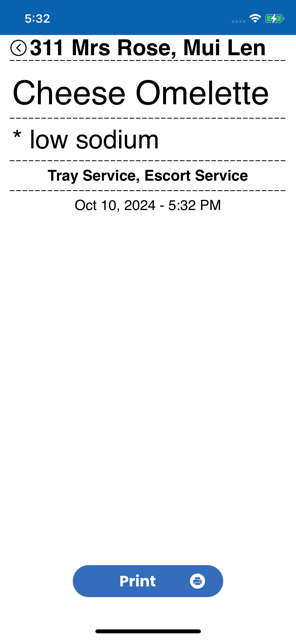 5:32
311 Mrs Rose, Mui Len
Cheese Omelette
* low sodium
Tray Service, Escort Service
Oct 10, 2024 - 5:32 PM
Print